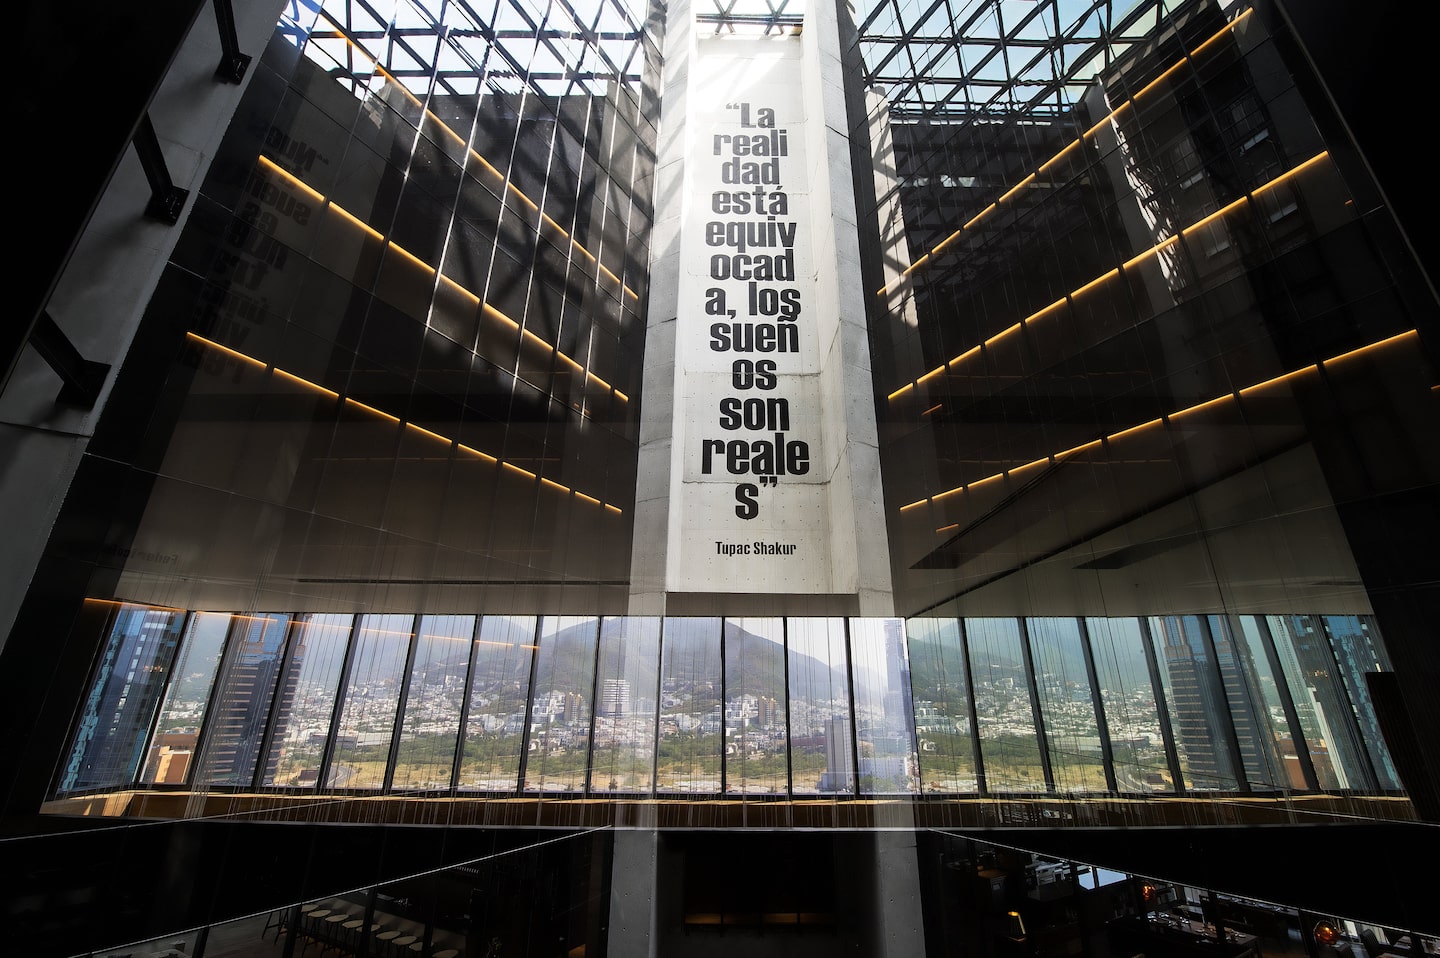 “La
reali
dad
está
equiv
ocad
a, los
sueñ
os
son
reale
s”
Tupac Shakur